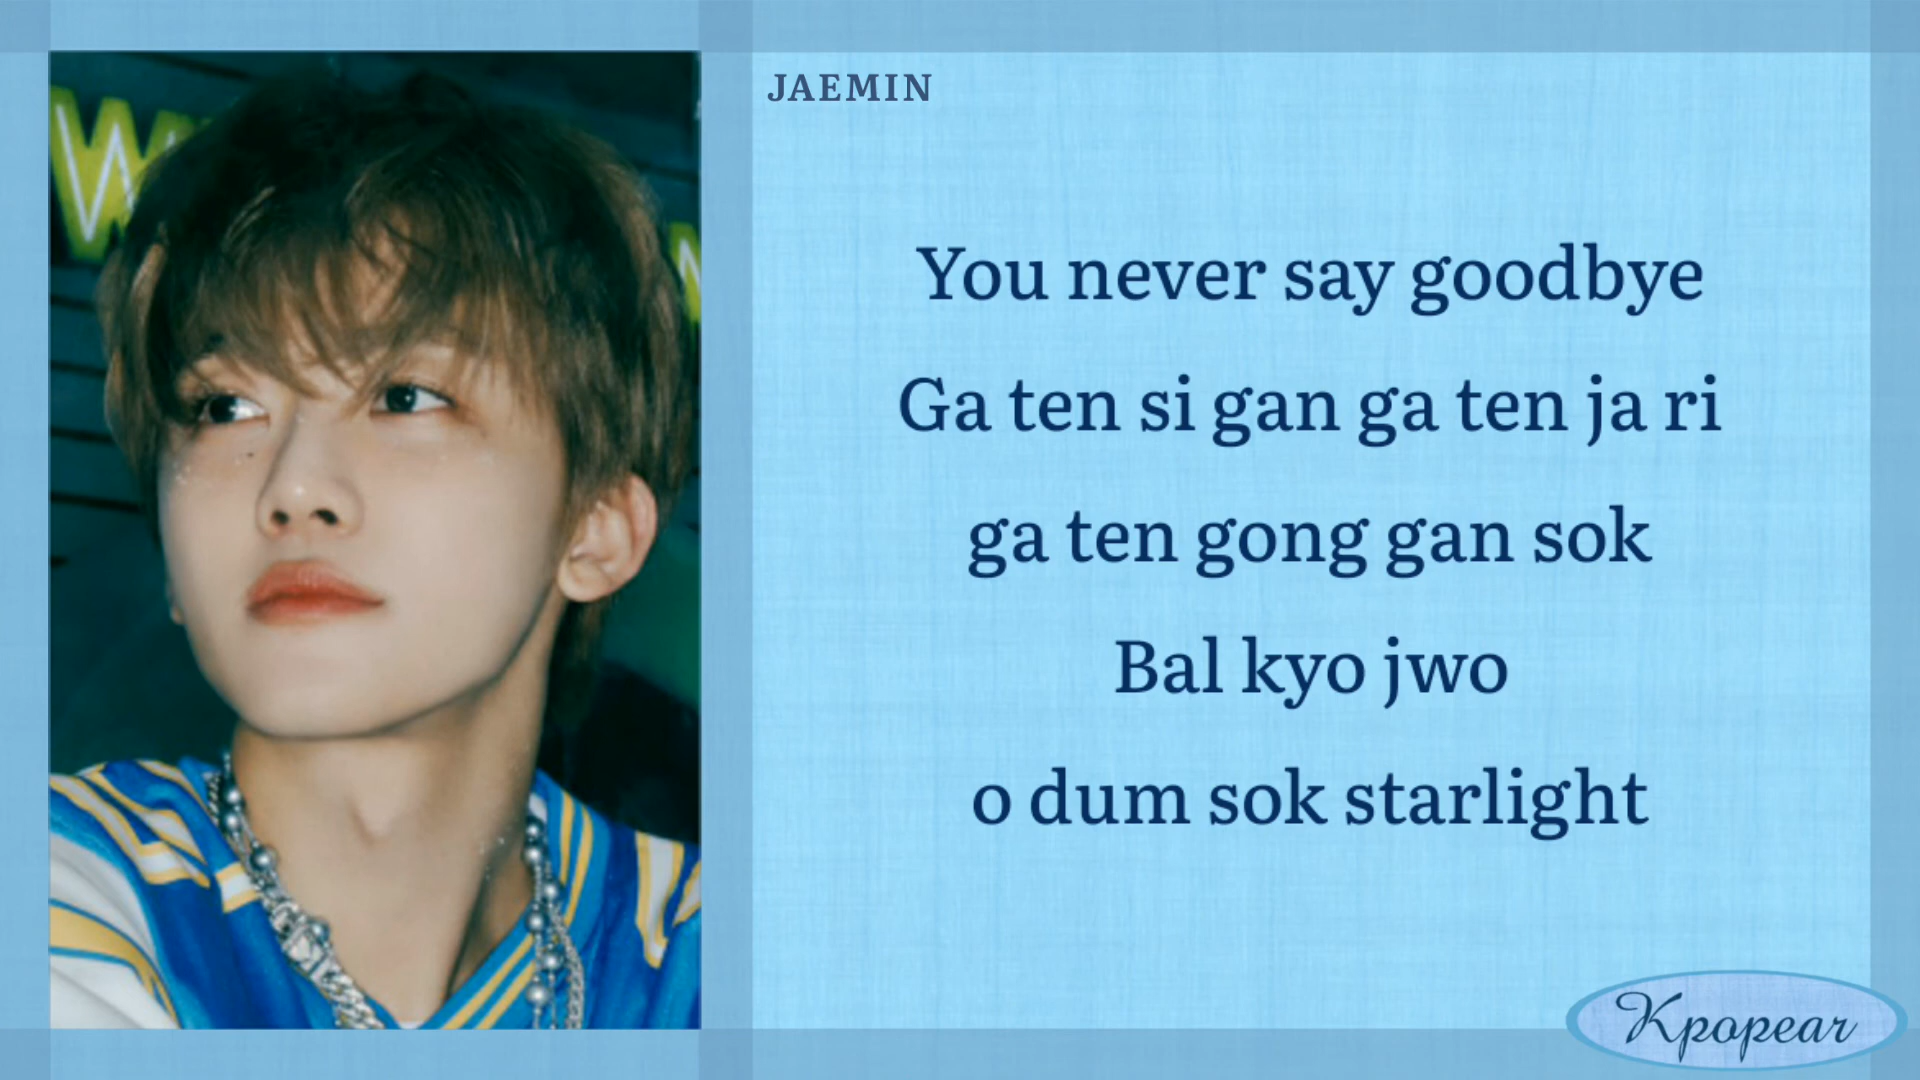 JAEMIN
You never say goodbye
Ga ten si gan ga ten ja ri
ga ten gong gan sok
Bal kyo jwo
o dum sok starlight
Kpopear